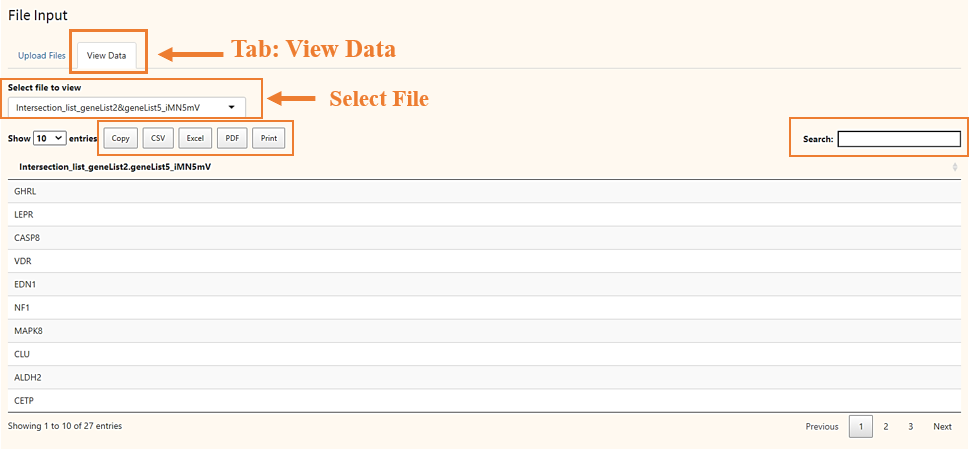 File Input
Upload Files View Data Tab: View Data
Select file to view
Intersection_list_geneList2&geneList5_iMN5mV Select File
Show 10 entries Copy CSV Excel PDF Print Search:
Intersection_list_geneList2.geneList5_iMN5mV
GHRL
LEPR
CASP8
VDR
EDN1
NF1
MAPK8
CLU
ALDH2
CETP
Showing 1 to 10 of 27 entries Previous 1 2 3 Next